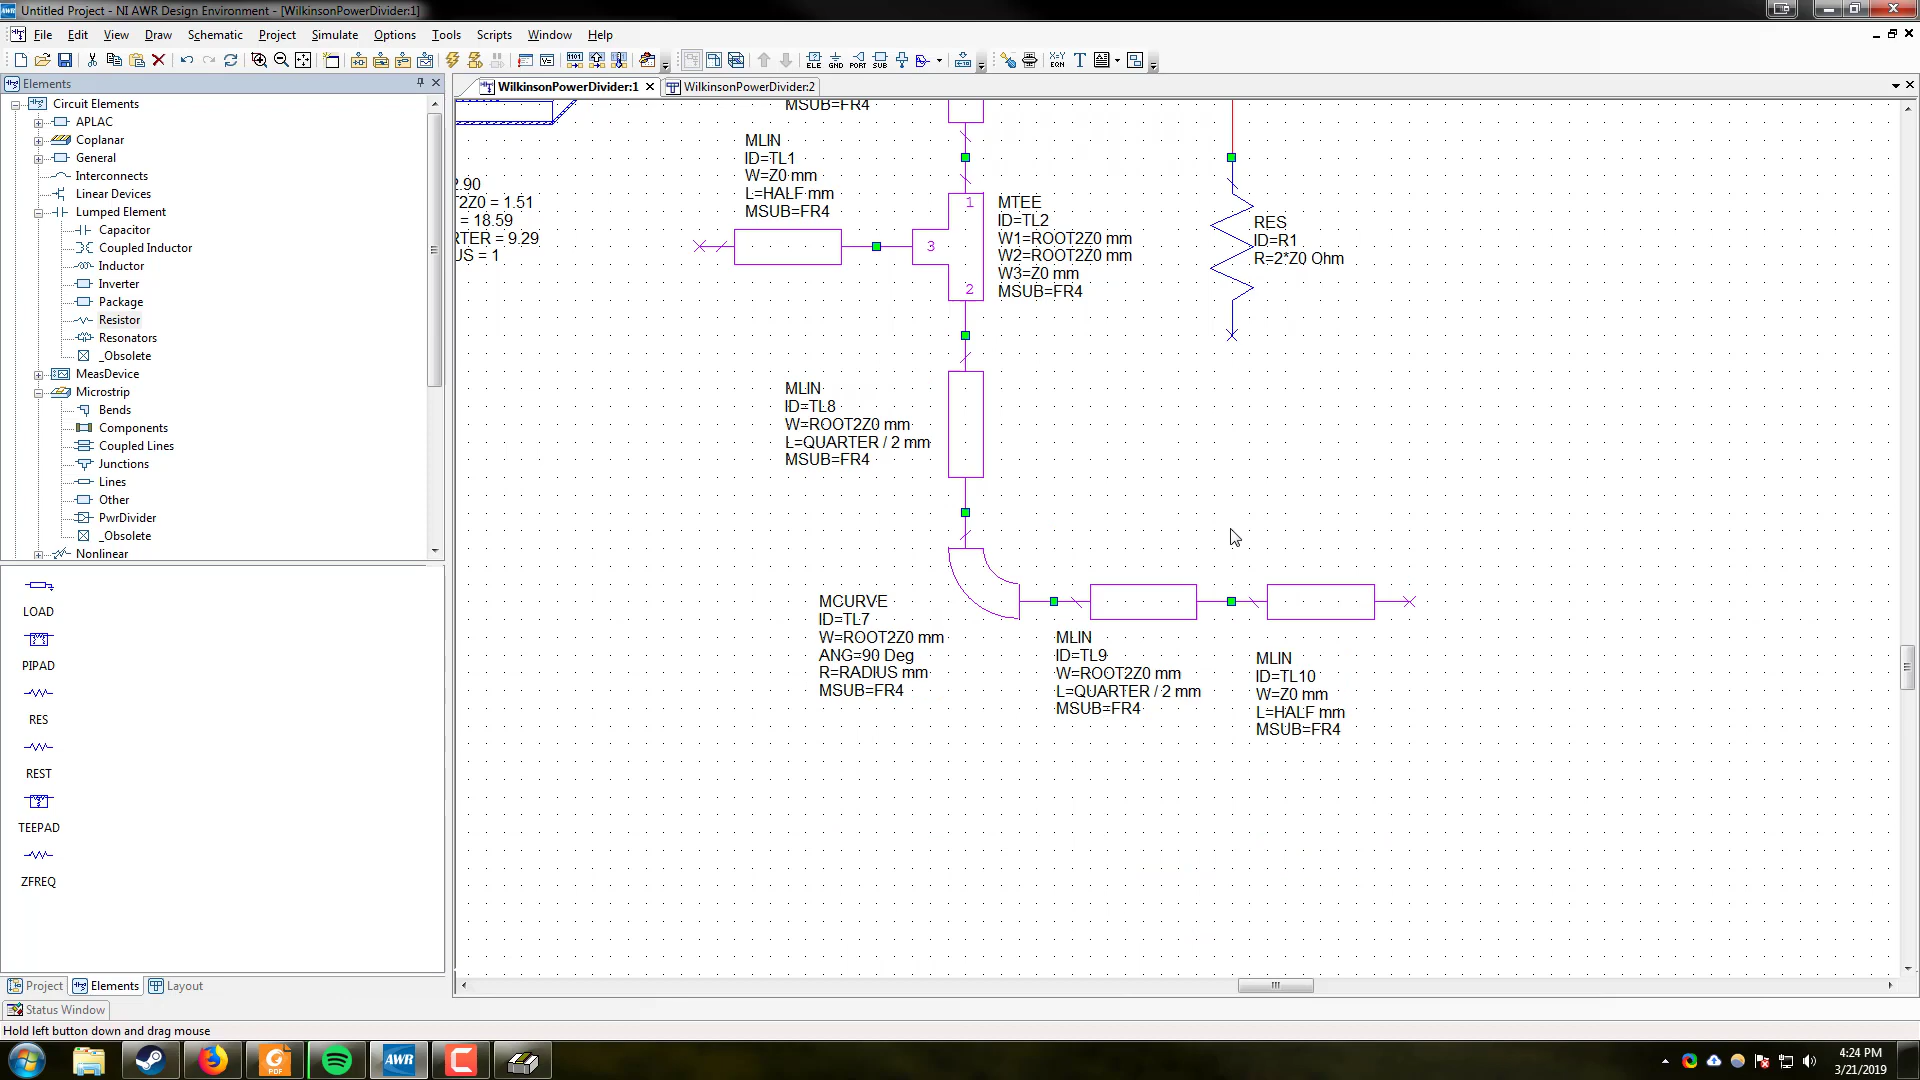 Untitled Project - NI AWR Design Environment - [WilkinsonPowerDivider:1]
File Edit View Draw Schematic Project Simulate Options Tools Scripts Window Help
Elements
WilkinsonPowerDivider:1
WilkinsonPowerDivider:2
Circuit Elements
APLAC
Coplanar
General
Interconnects
Linear Devices
Lumped Element
Capacitor
Coupled Inductor
Inductor
Inverter
Package
Resistor
Resonators
_Obsolete
MeasDevice
Microstrip
Bends
Components
Coupled Lines
Junctions
Lines
Other
PwrDivider
_Obsolete
Nonlinear
LOAD
PIPAD
RES
REST
TEEPAD
ZFREQ
MSUB=FR4
MLIN
ID=TL1
W=Z0 mm
L=HALF mm
MSUB=FR4
2.90
T2Z0 = 1.51
= 18.59
RTER = 9.29
US = 1
1
3
2
MTEE
ID=TL2
W1=ROOT2Z0 mm
W2=ROOT2Z0 mm
W3=Z0 mm
MSUB=FR4
RES
ID=R1
R=2*Z0 Ohm
MLIN
ID=TL8
W=ROOT2Z0 mm
L=QUARTER / 2 mm
MSUB=FR4
MCURVE
ID=TL7
W=ROOT2Z0 mm
ANG=90 Deg
R=RADIUS mm
MSUB=FR4
MLIN
ID=TL9
W=ROOT2Z0 mm
L=QUARTER / 2 mm
MSUB=FR4
MLIN
ID=TL10
W=Z0 mm
L=HALF mm
MSUB=FR4
Project Elements Layout
Status Window
Hold left button down and drag mouse
AWR
PDF
4:24 PM
3/21/2019